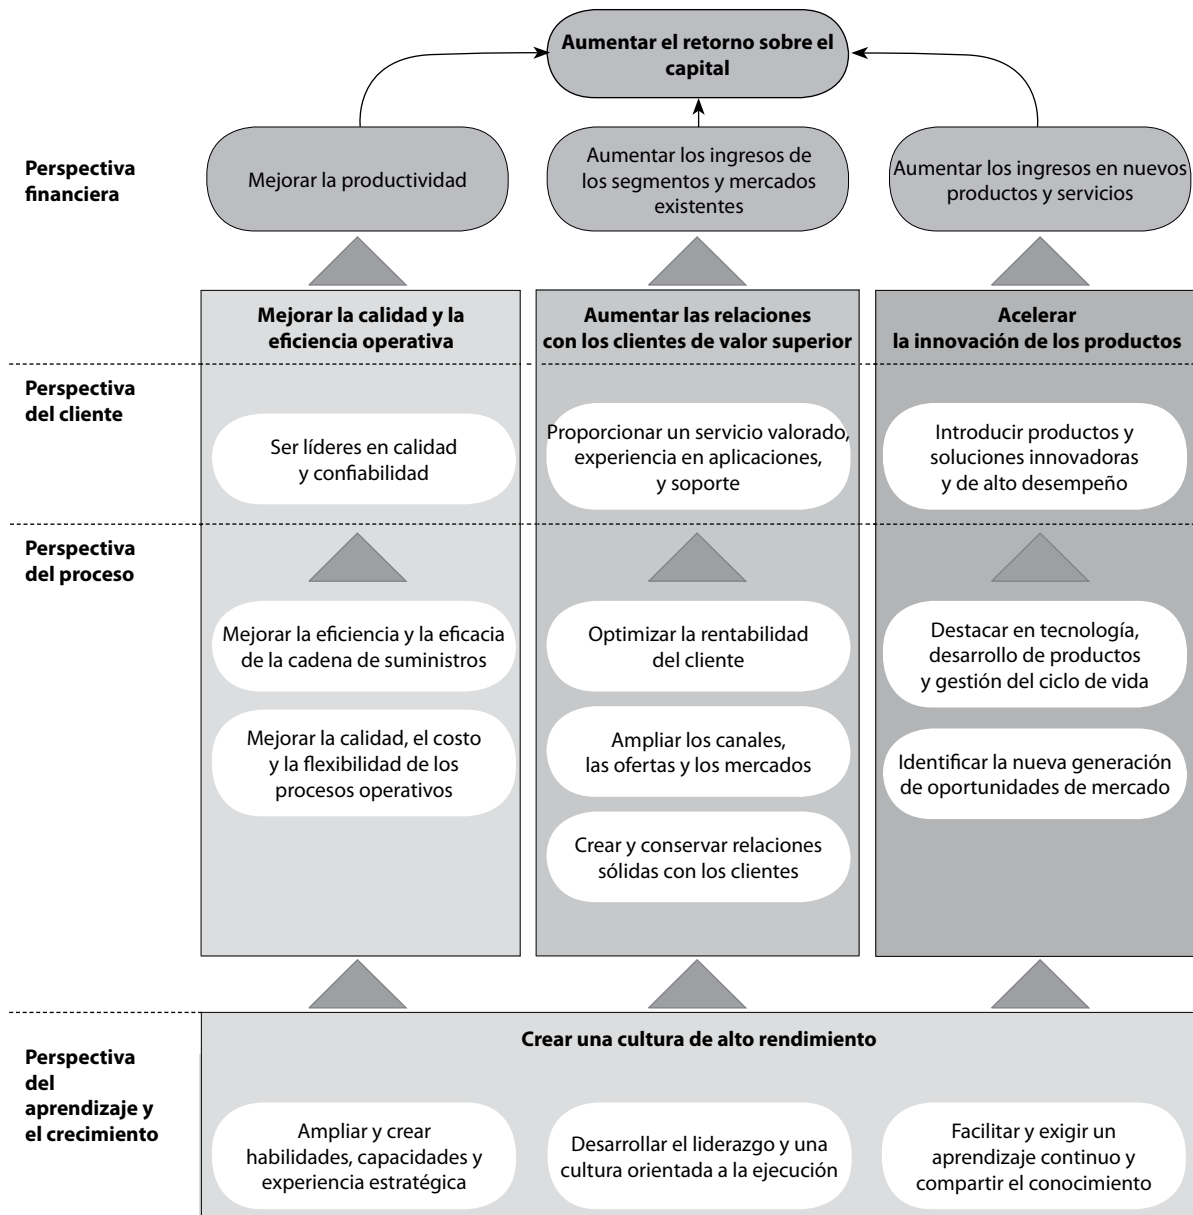 Aumentar el retorno sobre el
capital
Perspectiva
financiera
Mejorar la productividad
Aumentar los ingresos de
los segmentos y mercados
existentes
Aumentar los ingresos en nuevos
productos y servicios
Mejorar la calidad y la
eficiencia operativa
Aumentar las relaciones
con los clientes de valor superior
Acelerar
la innovación de los productos
Perspectiva
del cliente
Ser líderes en calidad
y confiabilidad
Proporcionar un servicio valorado,
experiencia en aplicaciones,
y soporte
Introducir productos y
soluciones innovadoras
y de alto desempeño
Perspectiva
del proceso
Mejorar la eficiencia y la eficacia
de la cadena de suministros
Optimizar la rentabilidad
del cliente
Destacar en tecnología,
desarrollo de productos
y gestión del ciclo de vida
Mejorar la calidad, el costo
y la flexibilidad de los
procesos operativos
Ampliar los canales,
las ofertas y los mercados
Identificar la nueva generación
de oportunidades de mercado
Crear y conservar relaciones
sólidas con los clientes
Perspectiva
del
aprendizaje y
el crecimiento
Crear una cultura de alto rendimiento
Ampliar y crear
habilidades, capacidades y
experiencia estratégica
Desarrollar el liderazgo y una
cultura orientada a la ejecución
Facilitar y exigir un
aprendizaje continuo y
compartir el conocimiento